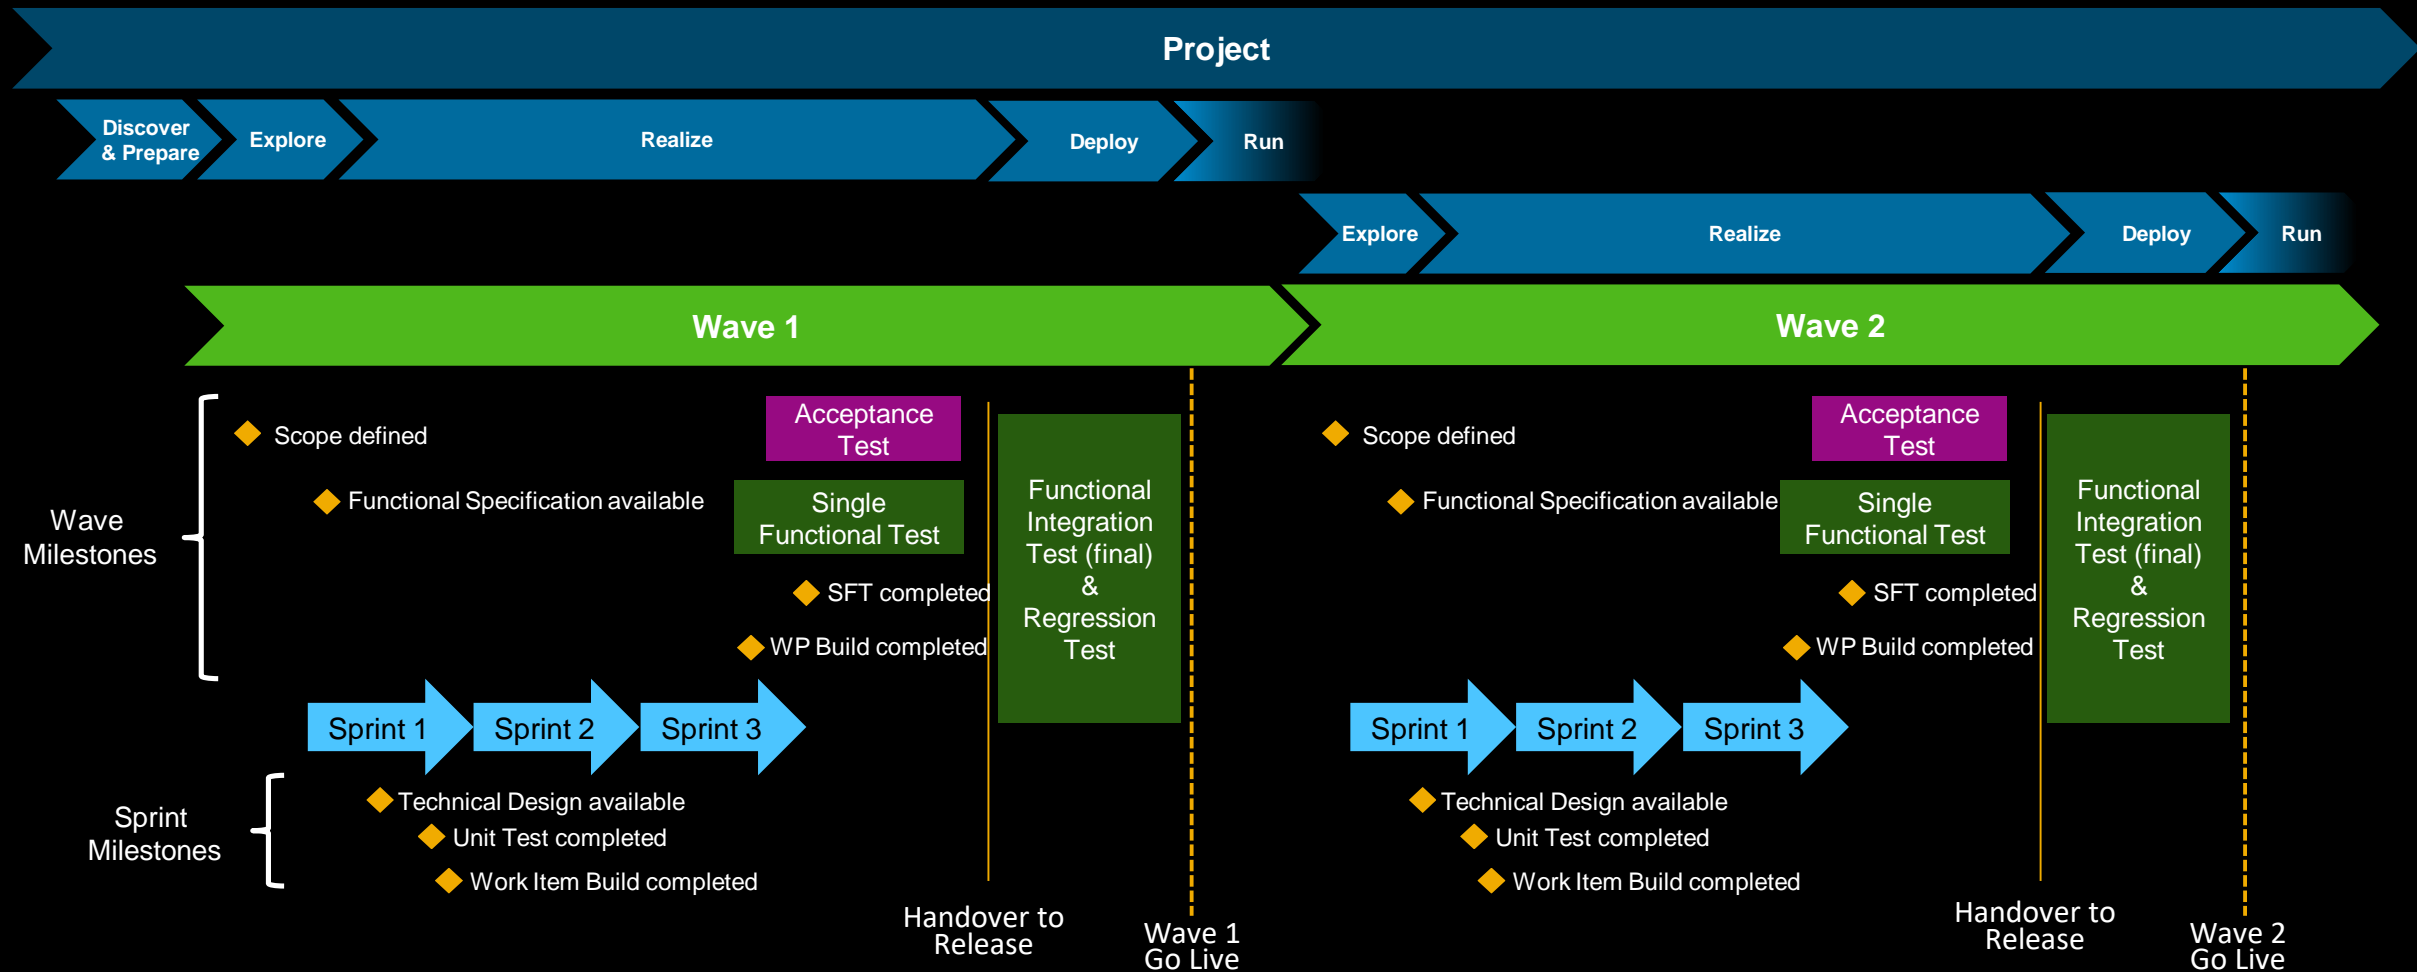 Project
Discover
& Prepare
Explore
Realize
Deploy
Run
Explore
Realize
Deploy
Run
Wave 1
Wave 2
Wave
Milestones
Scope defined
Functional Specification available
Acceptance
Test
Single
Functional Test
SFT completed
WP Build completed
Functional
Integration
Test (final)
&
Regression
Test
Sprint 1
Sprint 2
Sprint 3
Sprint
Milestones
Technical Design available
Unit Test completed
Work Item Build completed
Handover to
Release
Wave 1
Go Live
Scope defined
Functional Specification available
Acceptance
Test
Single
Functional Test
SFT completed
WP Build completed
Functional
Integration
Test (final)
&
Regression
Test
Sprint 1
Sprint 2
Sprint 3
Technical Design available
Unit Test completed
Work Item Build completed
Handover to
Release
Wave 2
Go Live